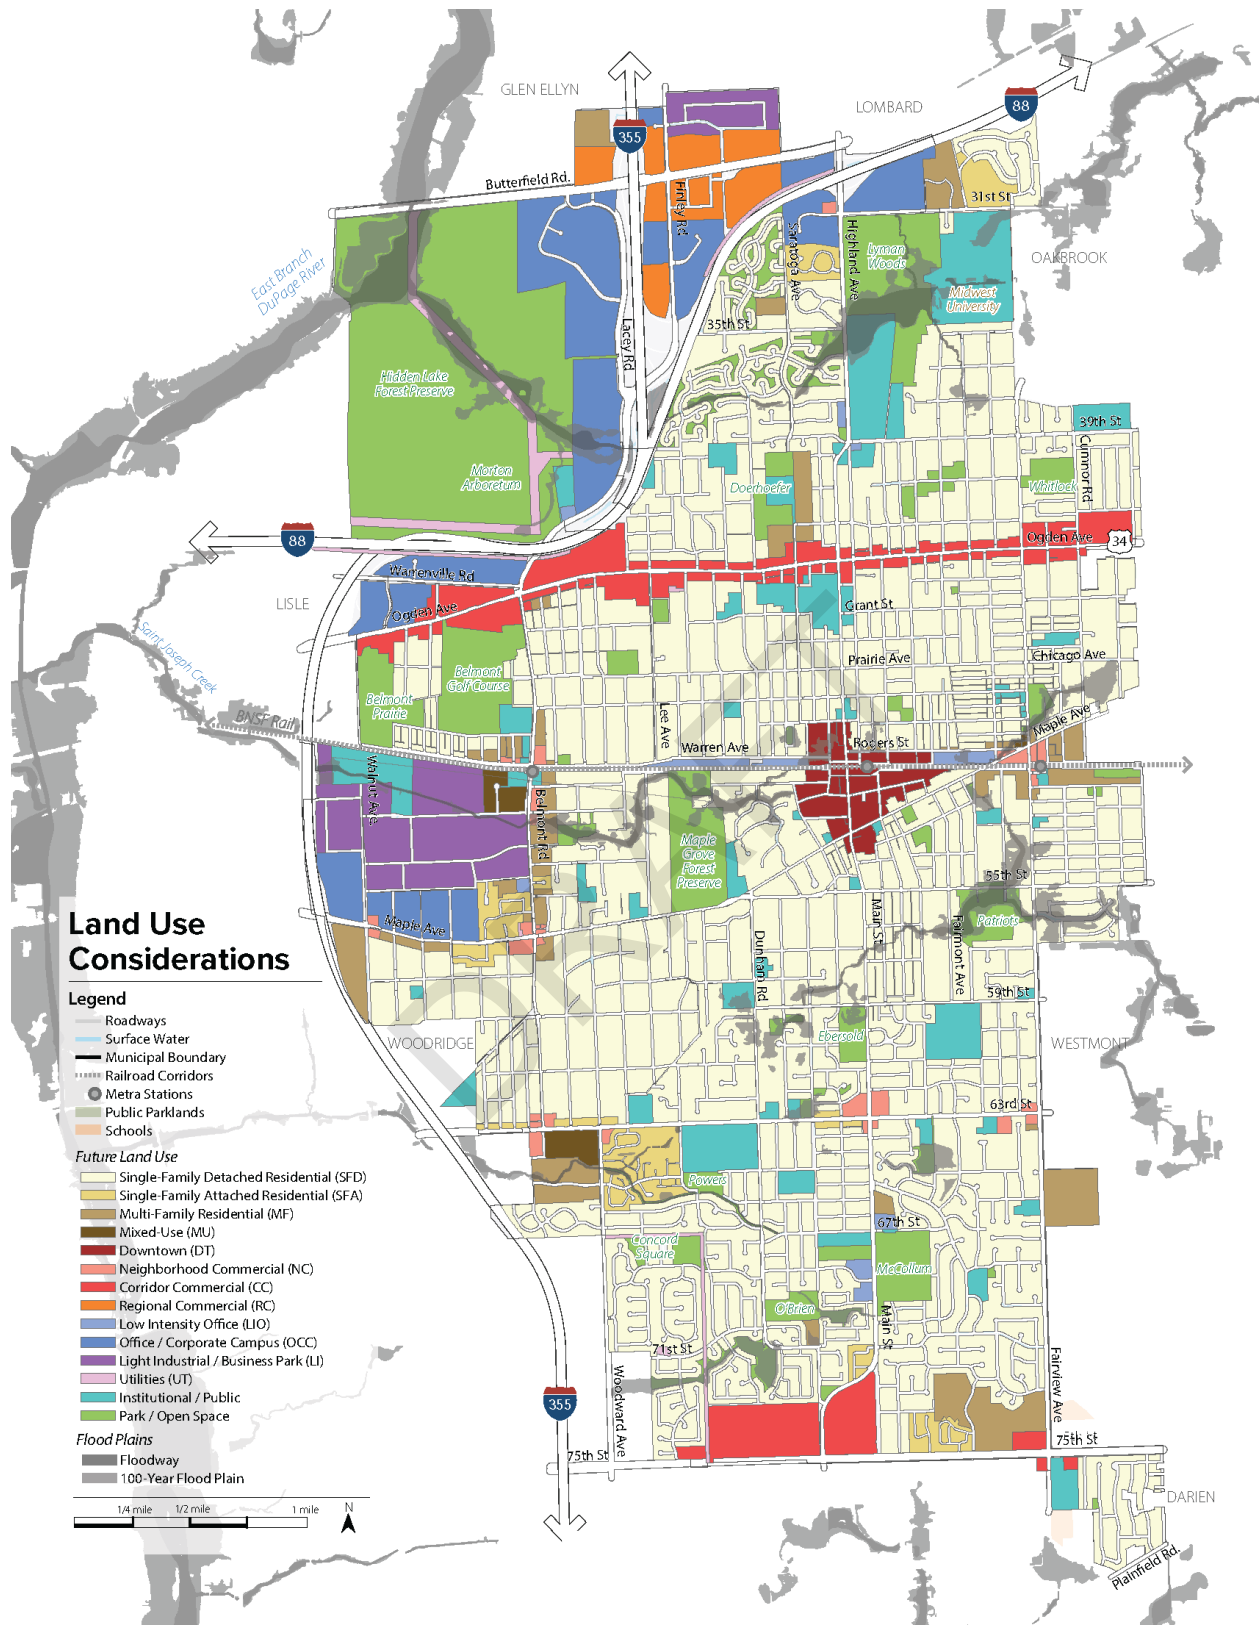 GLEN ELLYN
LOMBARD
88
355
Butterfield Rd.
Finley Rd
31st St
Saratoga Ave
Highland Ave
Lyman
Woods
OAKBROOK
East Branch
DuPage River
Midwest
University
35th St
Lacey Rd
Hidden Lake
Forest Preserve
39th St
Cumnor Rd
Morton
Arboretum
Doerhoefer
Whitlock
88
Ogden Ave
34
Warrenville Rd
LISLE
Ogden Ave
Grant St
Saint Joseph Creek
Prairie Ave
Chicago Ave
Belmont
Golf Course
Belmont
Prairie
BNSF Rail
Lee Ave
Warren Ave
Rogers St
Maple Ave
Walnut Ave
Belmont Rd
Maple
Grove
Forest
Preserve
55th St
Maple Ave
Main St
Fairmont Ave
Patriots
Dunham Rd
59th St
Ebersold
WOODRIDGE
WESTMONT
63rd St
Powers
67th St
Concord
Square
McCollum
O'Brien
Main St
71st St
Woodward Ave
Fairview Ave
355
75th St
75th St
DARIEN
Plainfield Rd.
DRAFT
Land Use
Considerations
Legend
Roadways
Surface Water
Municipal Boundary
Railroad Corridors
Metra Stations
Public Parklands
Schools
Future Land Use
Single-Family Detached Residential (SFD)
Single-Family Attached Residential (SFA)
Multi-Family Residential (MF)
Mixed-Use (MU)
Downtown (DT)
Neighborhood Commercial (NC)
Corridor Commercial (CC)
Regional Commercial (RC)
Low Intensity Office (LIO)
Office / Corporate Campus (OCC)
Light Industrial / Business Park (LI)
Utilities (UT)
Institutional / Public
Park / Open Space
Flood Plains
Floodway
100-Year Flood Plain
1/4 mile 1/2 mile 1 mile
N